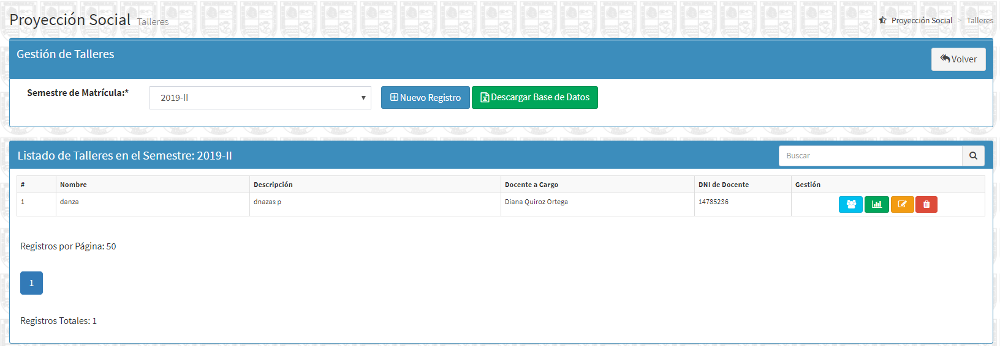 Proyección Social Talleres
Proyección Social > Talleres
Gestión de Talleres
Volver
Semestre de Matrícula:*
2019-II
Nuevo Registro
Descargar Base de Datos
Listado de Talleres en el Semestre: 2019-II
Buscar
# Nombre Descripción Docente a Cargo DNI de Docente Gestión
1 danza dnazas p Diana Quiroz Ortega 14785236
Registros por Página: 50
1
Registros Totales: 1